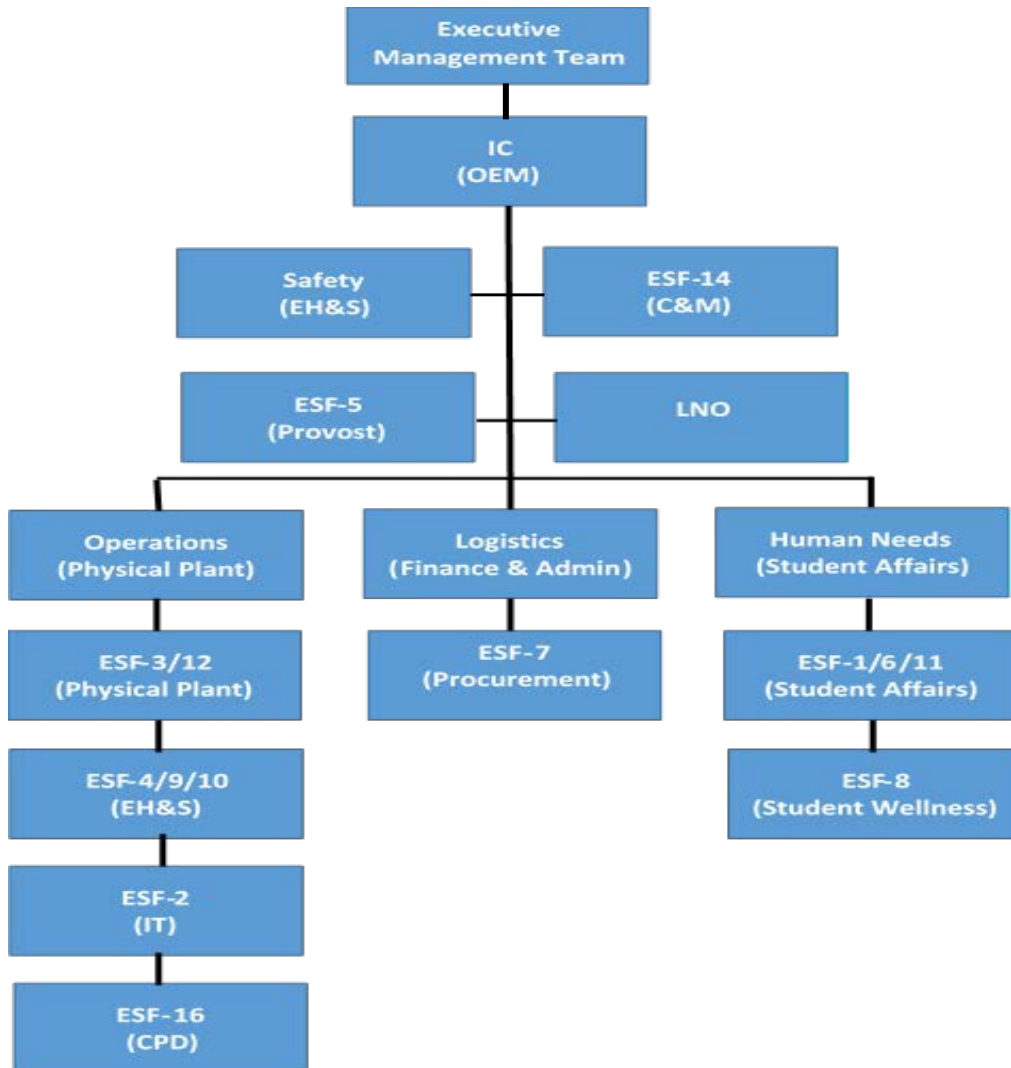 Executive
Management Team
IC
(OEM)
Safety
(EH&S)
ESF-14
(C&M)
ESF-5
(Provost)
LNO
Operations
(Physical Plant)
Logistics
(Finance & Admin)
Human Needs
(Student Affairs)
ESF-3/12
(Physical Plant)
ESF-7
(Procurement)
ESF-1/6/11
(Student Affairs)
ESF-4/9/10
(EH&S)
ESF-8
(Student Wellness)
ESF-2
(IT)
ESF-16
(CPD)